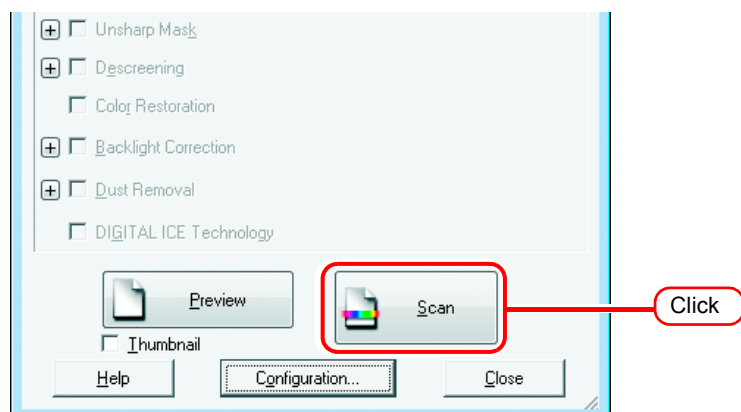 Unsharp Mask
Descreening
Color Restoration
Backlight Correction
Dust Removal
DIGITAL ICE Technology
Preview
Scan
Click
Thumbnail
Help
Configuration...
Close